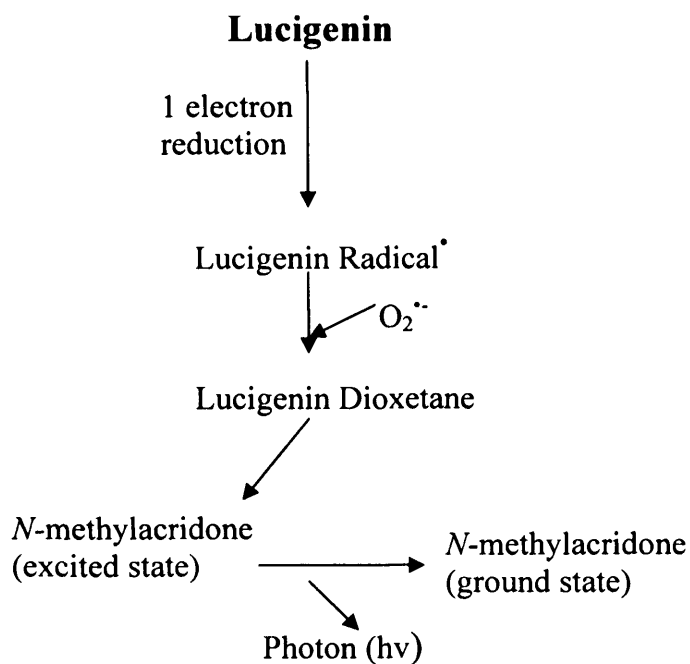 Lucigenin
1 electron
reduction
Lucigenin Radical•
O₂•-
Lucigenin Dioxetane
N-methylacridone
(excited state)
N-methylacridone
(ground state)
Photon (hv)